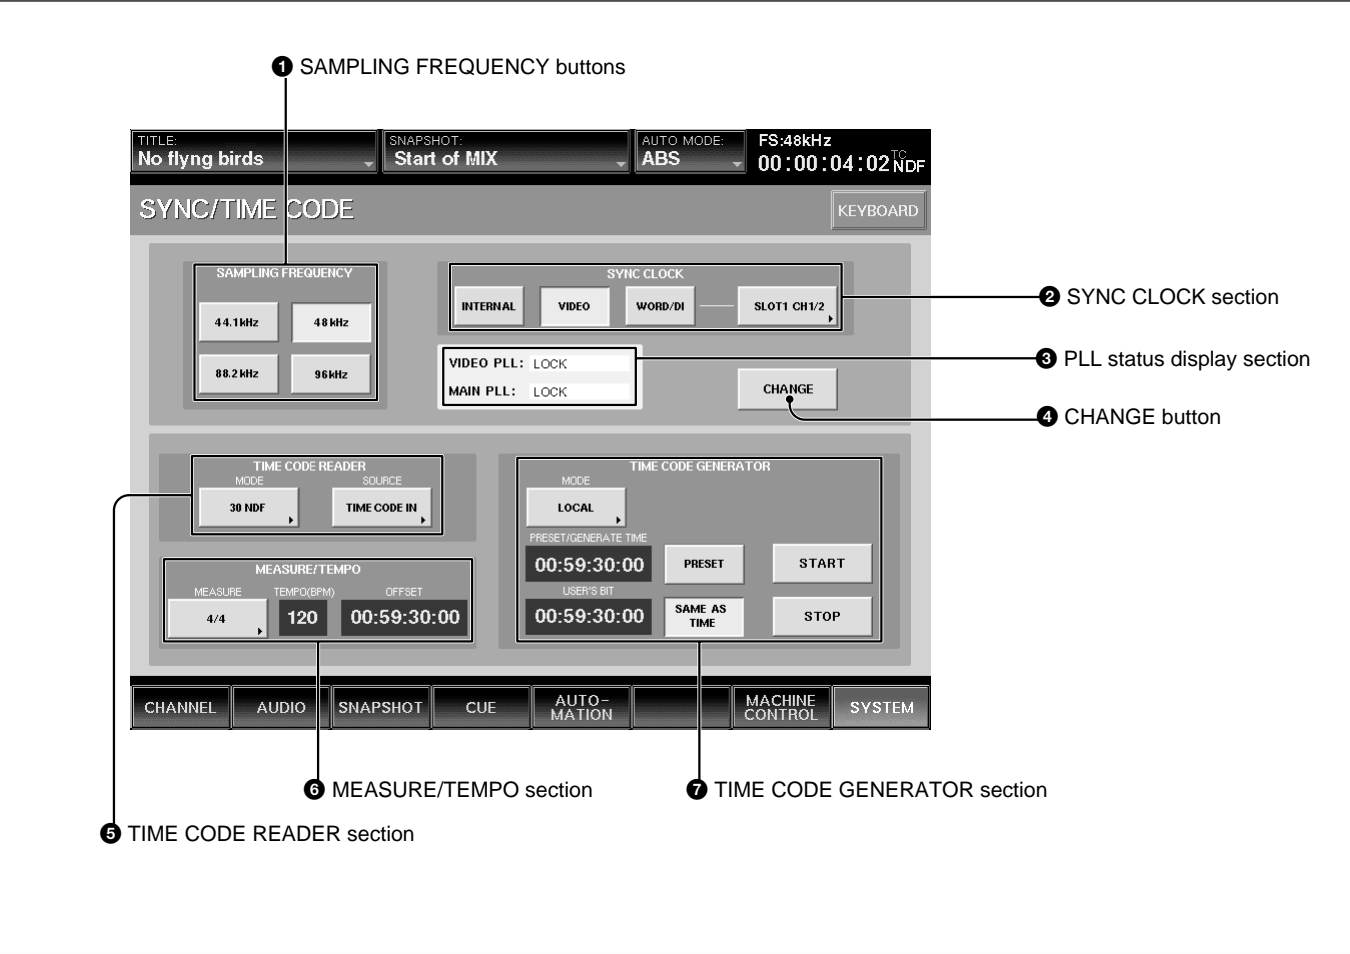 ❶ SAMPLING FREQUENCY buttons
TITLE:
No flyng birds
SNAPSHOT:
Start of MIX
AUTO MODE:
ABS
FS:48kHz
00:00:04:02 TC NDF
SYNC/TIME CODE
KEYBOARD
SAMPLING FREQUENCY
44.1kHz
48kHz
88.2kHz
96kHz
SYNC CLOCK
INTERNAL
VIDEO
WORD/DI
SLOT1 CH1/2
❷ SYNC CLOCK section
VIDEO PLL: LOCK
MAIN PLL: LOCK
❸ PLL status display section
CHANGE
❹ CHANGE button
TIME CODE READER
MODE
SOURCE
30 NDF
TIME CODE IN
MEASURE/TEMPO
MEASURE
TEMPO(BPM)
OFFSET
4/4
120
00:59:30:00
TIME CODE GENERATOR
MODE
LOCAL
PRESET/GENERATE TIME
00:59:30:00
PRESET
START
USER'S BIT
00:59:30:00
SAME AS
TIME
STOP
CHANNEL
AUDIO
SNAPSHOT
CUE
AUTO-
MATION
MACHINE
CONTROL
SYSTEM
❻ MEASURE/TEMPO section
❼ TIME CODE GENERATOR section
❺ TIME CODE READER section